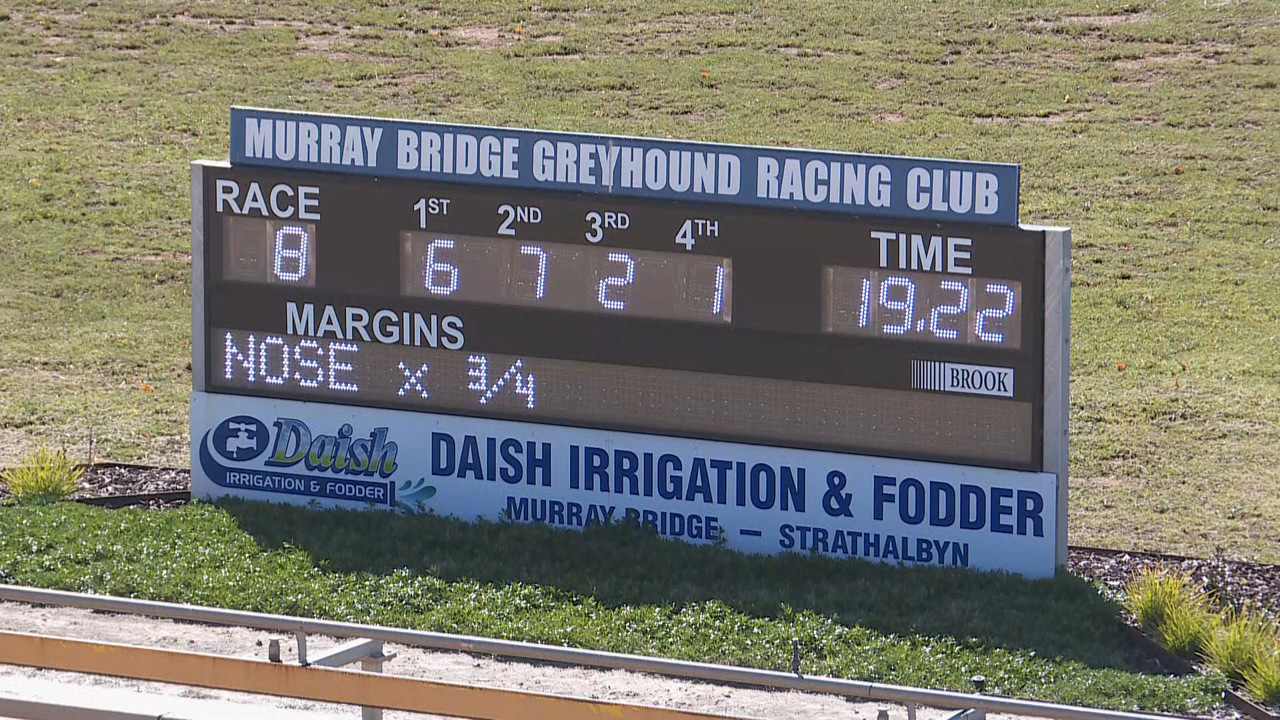 MURRAY BRIDGE GREYHOUND RACING CLUB
RACE 1ST 2ND 3RD 4TH TIME
8 6 7 2 1 19.22
MARGINS
NOSE x 3/4
BROOK
Daish
IRRIGATION & FODDER
DAISH IRRIGATION & FODDER
MURRAY BRIDGE — STRATHALBYN